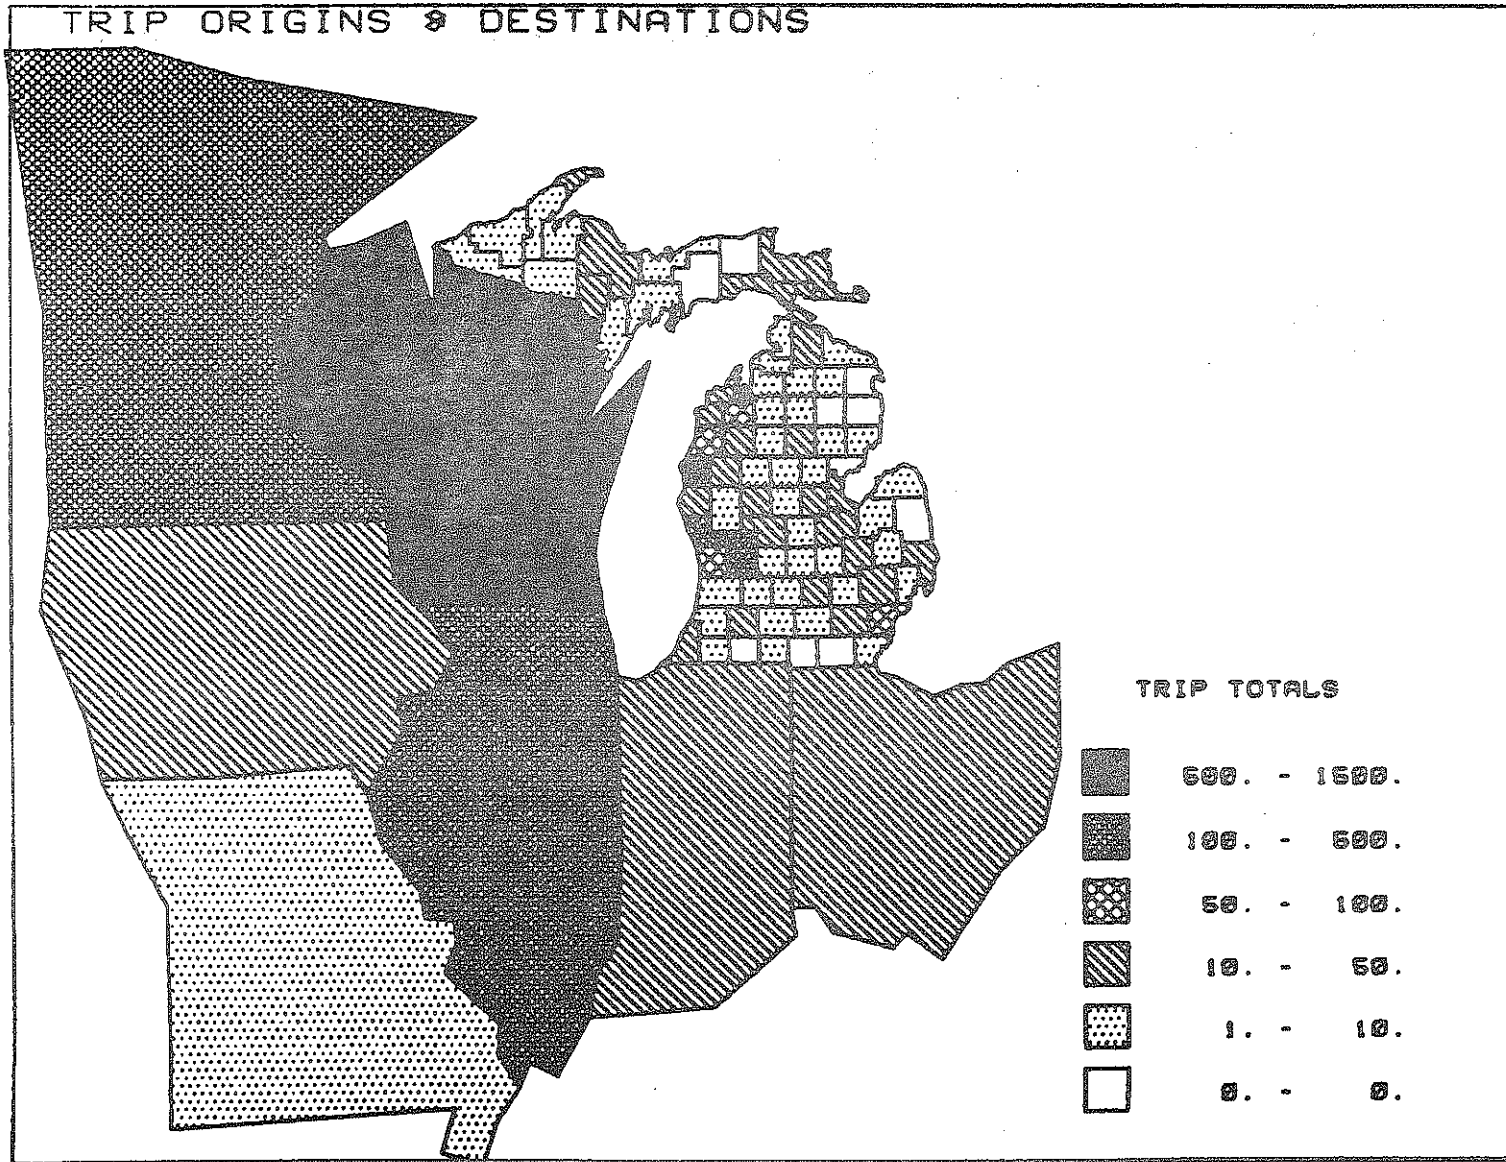 TRIP ORIGINS & DESTINATIONS
TRIP TOTALS
500. - 1500.
100. - 500.
50. - 100.
10. - 50.
1. - 10.
0. - 0.